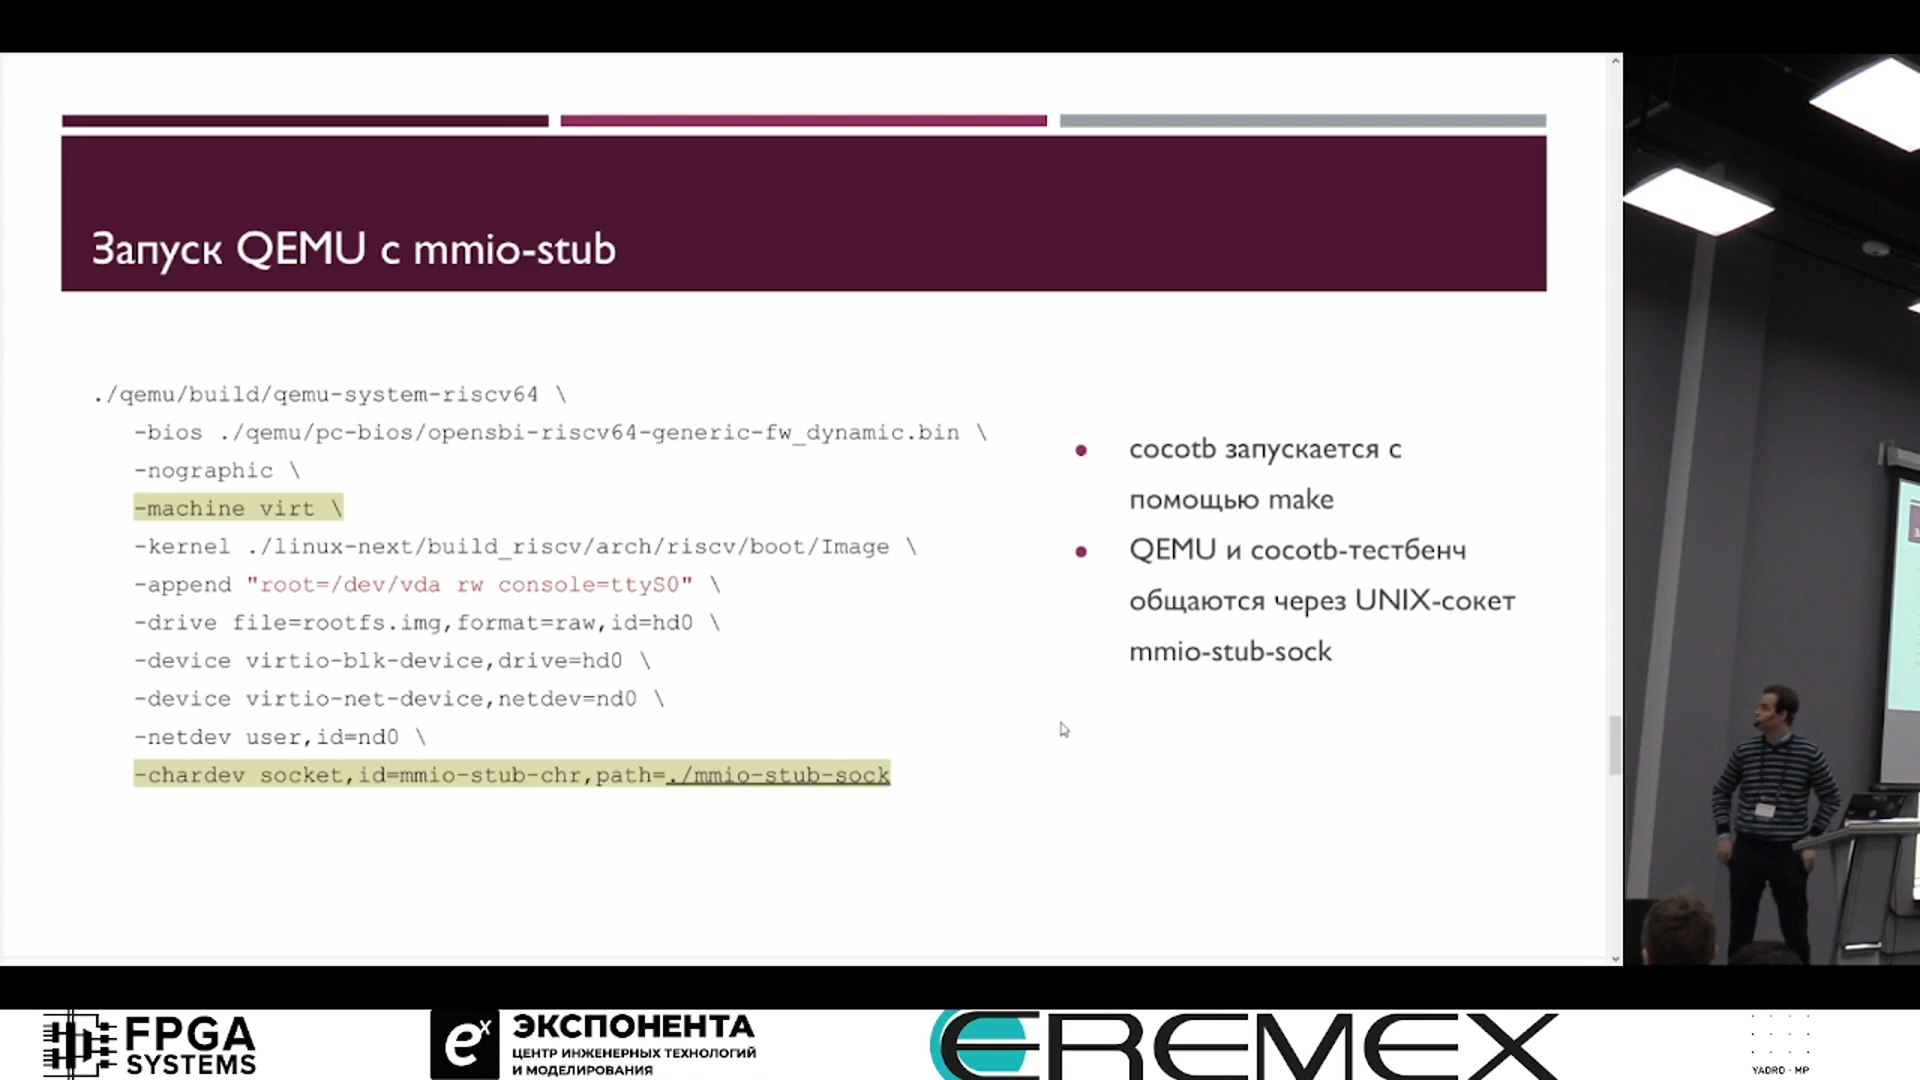 Запуск QEMU с mmio-stub
./qemu/build/qemu-system-riscv64 \
-bios ./qemu/pc-bios/opensbi-riscv64-generic-fw_dynamic.bin \
-nographic \
-machine virt \
-kernel ./linux-next/build_riscv/arch/riscv/boot/Image \
-append "root=/dev/vda rw console=ttyS0" \
-drive file=rootfs.img,format=raw,id=hd0 \
-device virtio-blk-device,drive=hd0 \
-device virtio-net-device,netdev=nd0 \
-netdev user,id=nd0 \
-chardev socket,id=mmio-stub-chr,path=./mmio-stub-sock
cocotb запускается с
помощью make
QEMU и cocotb-тестбенч
общаются через UNIX-сокет
mmio-stub-sock
FPGA
SYSTEMS
ex
ЭКСПОНЕНТА
ЦЕНТР ИНЖЕНЕРНЫХ ТЕХНОЛОГИЙ
И МОДЕЛИРОВАНИЯ
EREMEX
YADRO - MP